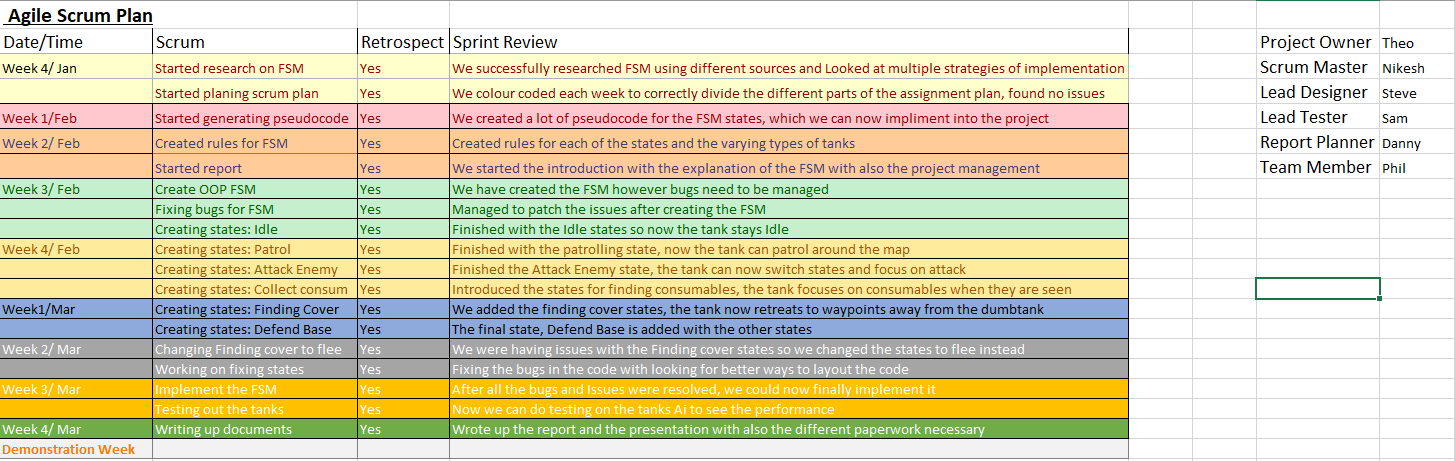 Agile Scrum Plan
Date/Time Scrum Retrospect Sprint Review Project Owner Theo
Week 4/ Jan Started research on FSM Yes We successfully researched FSM using different sources and Looked at multiple strategies of implementation Scrum Master Nikesh
Started planing scrum plan Yes We colour coded each week to correctly divide the different parts of the assignment plan, found no issues Lead Designer Steve
Week 1/Feb Started generating pseudocode Yes We created a lot of pseudocode for the FSM states, which we can now impliment into the project Lead Tester Sam
Week 2/ Feb Created rules for FSM Yes Created rules for each of the states and the varying types of tanks Report Planner Danny
Started report Yes We started the introduction with the explanation of the FSM with also the project management Team Member Phil
Week 3/ Feb Create OOP FSM Yes We have created the FSM however bugs need to be managed
Fixing bugs for FSM Yes Managed to patch the issues after creating the FSM
Creating states: Idle Yes Finished with the Idle states so now the tank stays Idle
Week 4/ Feb Creating states: Patrol Yes Finished with the patrolling state, now the tank can patrol around the map
Creating states: Attack Enemy Yes Finished the Attack Enemy state, the tank can now switch states and focus on attack
Creating states: Collect consum Yes Introduced the states for finding consumables, the tank focuses on consumables when they are seen
Week1/Mar Creating states: Finding Cover Yes We added the finding cover states, the tank now retreats to waypoints away from the dumbtank
Creating states: Defend Base Yes The final state, Defend Base is added with the other states
Week 2/ Mar Changing Finding cover to flee Yes We were having issues with the Finding cover states so we changed the states to flee instead
Working on fixing states Yes Fixing the bugs in the code with looking for better ways to layout the code
Week 3/ Mar Implement the FSM Yes After all the bugs and Issues were resolved, we could now finally implement it
Testing out the tanks Yes Now we can do testing on the tanks Ai to see the performance
Week 4/ Mar Writing up documents Yes Wrote up the report and the presentation with also the different paperwork necessary
Demonstration Week